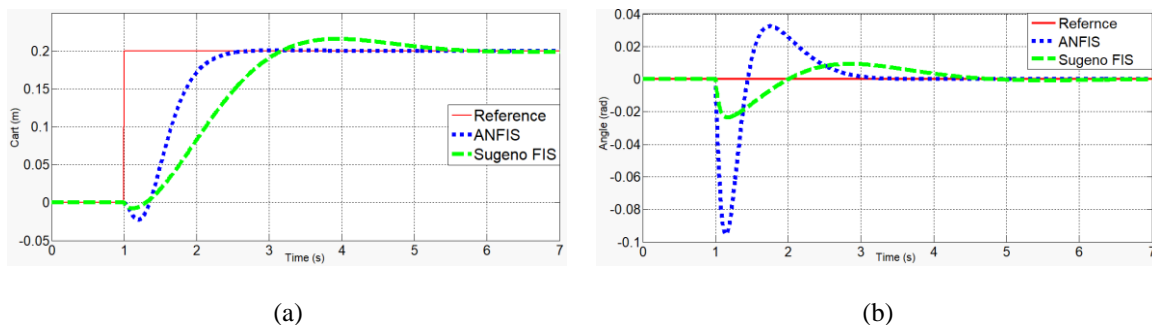 0.2
0.15
0.1
0.05
0
-0.05
Cart (m)
Reference
ANFIS
Sugeno FIS
0 1 2 3 4 5 6 7
Time (s)
(a)
0.04
0.02
0
-0.02
-0.04
-0.06
-0.08
-0.1
Angle (rad)
Refernce
ANFIS
Sugeno FIS
0 1 2 3 4 5 6 7
Time (s)
(b)